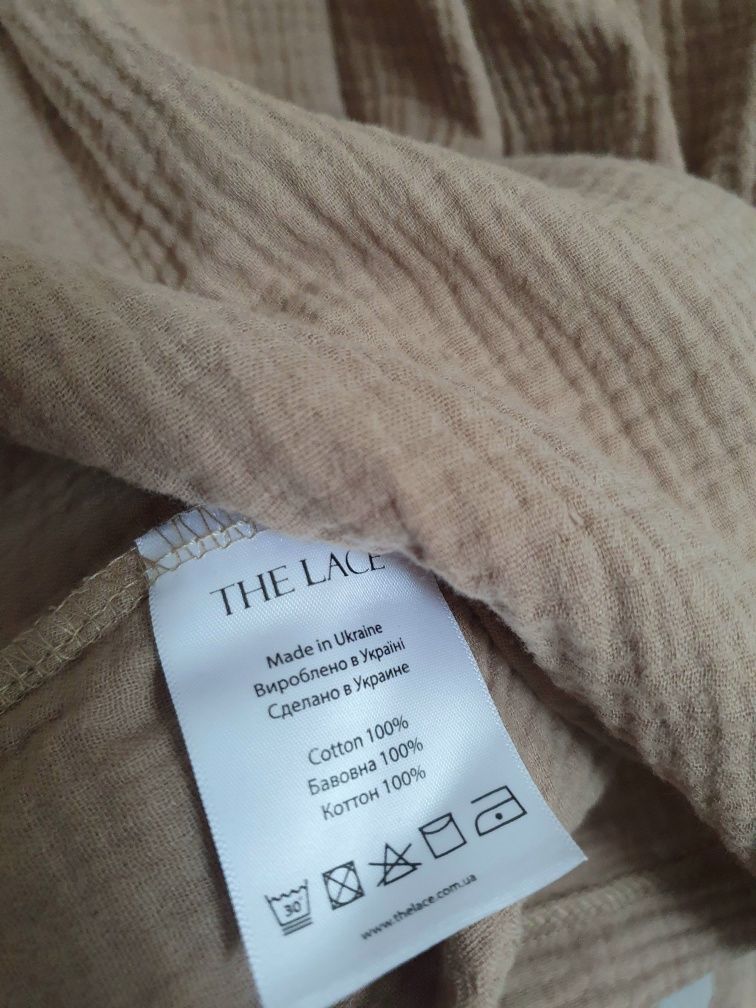 THE LACE
Made in Ukraine
Вироблено в Україні
Сделано в Украине
Cotton 100%
Бавовна 100%
Коттон 100%
30°
www.thelace.com.ua